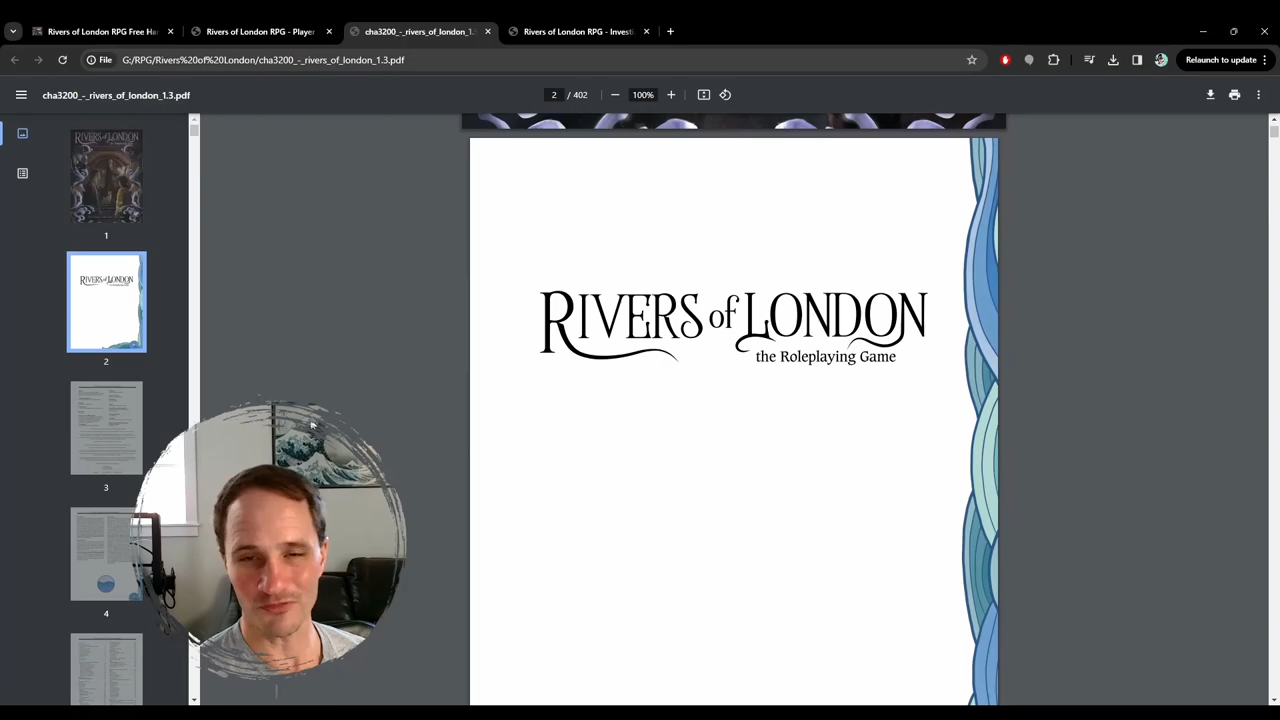 Rivers of London RPG Free Ha
Rivers of London RPG - Player
cha3200_-_rivers_of_london_1.
Rivers of London RPG - Investi
File
G:/RPG/Rivers%20of%20London/cha3200_-_rivers_of_london_1.3.pdf
Relaunch to update
cha3200_-_rivers_of_london_1.3.pdf
2 / 402
100%
RIVERS of LONDON
1
RIVERS of LONDON
2
3
4
RIVERS of LONDON
the Roleplaying Game